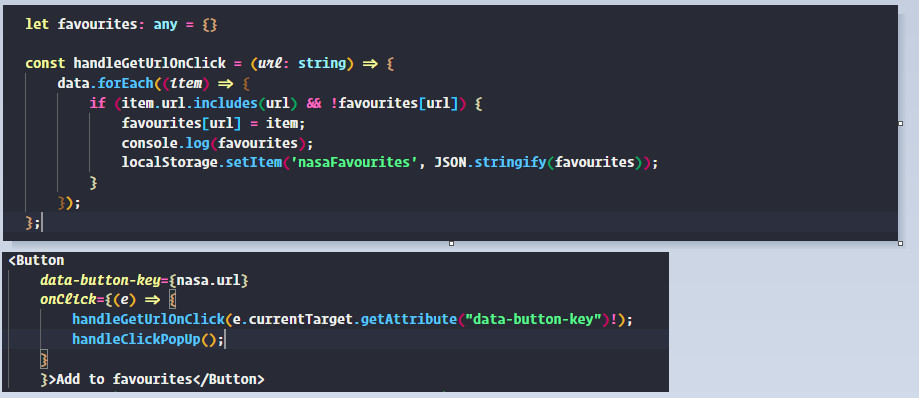 let favourites: any = {}
const handleGetUrlOnClick = (url: string) => {
data.forEach((item) => {
if (item.url.includes(url) && !favourites[url]) {
favourites[url] = item;
console.log(favourites);
localStorage.setItem('nasaFavourites', JSON.stringify(favourites));
}
});
};
<Button
data-button-key={nasa.url}
onClick={(e) => {
handleGetUrlOnClick(e.currentTarget.getAttribute("data-button-key")!);
handleClickPopUp();
}
}>Add to favourites</Button>